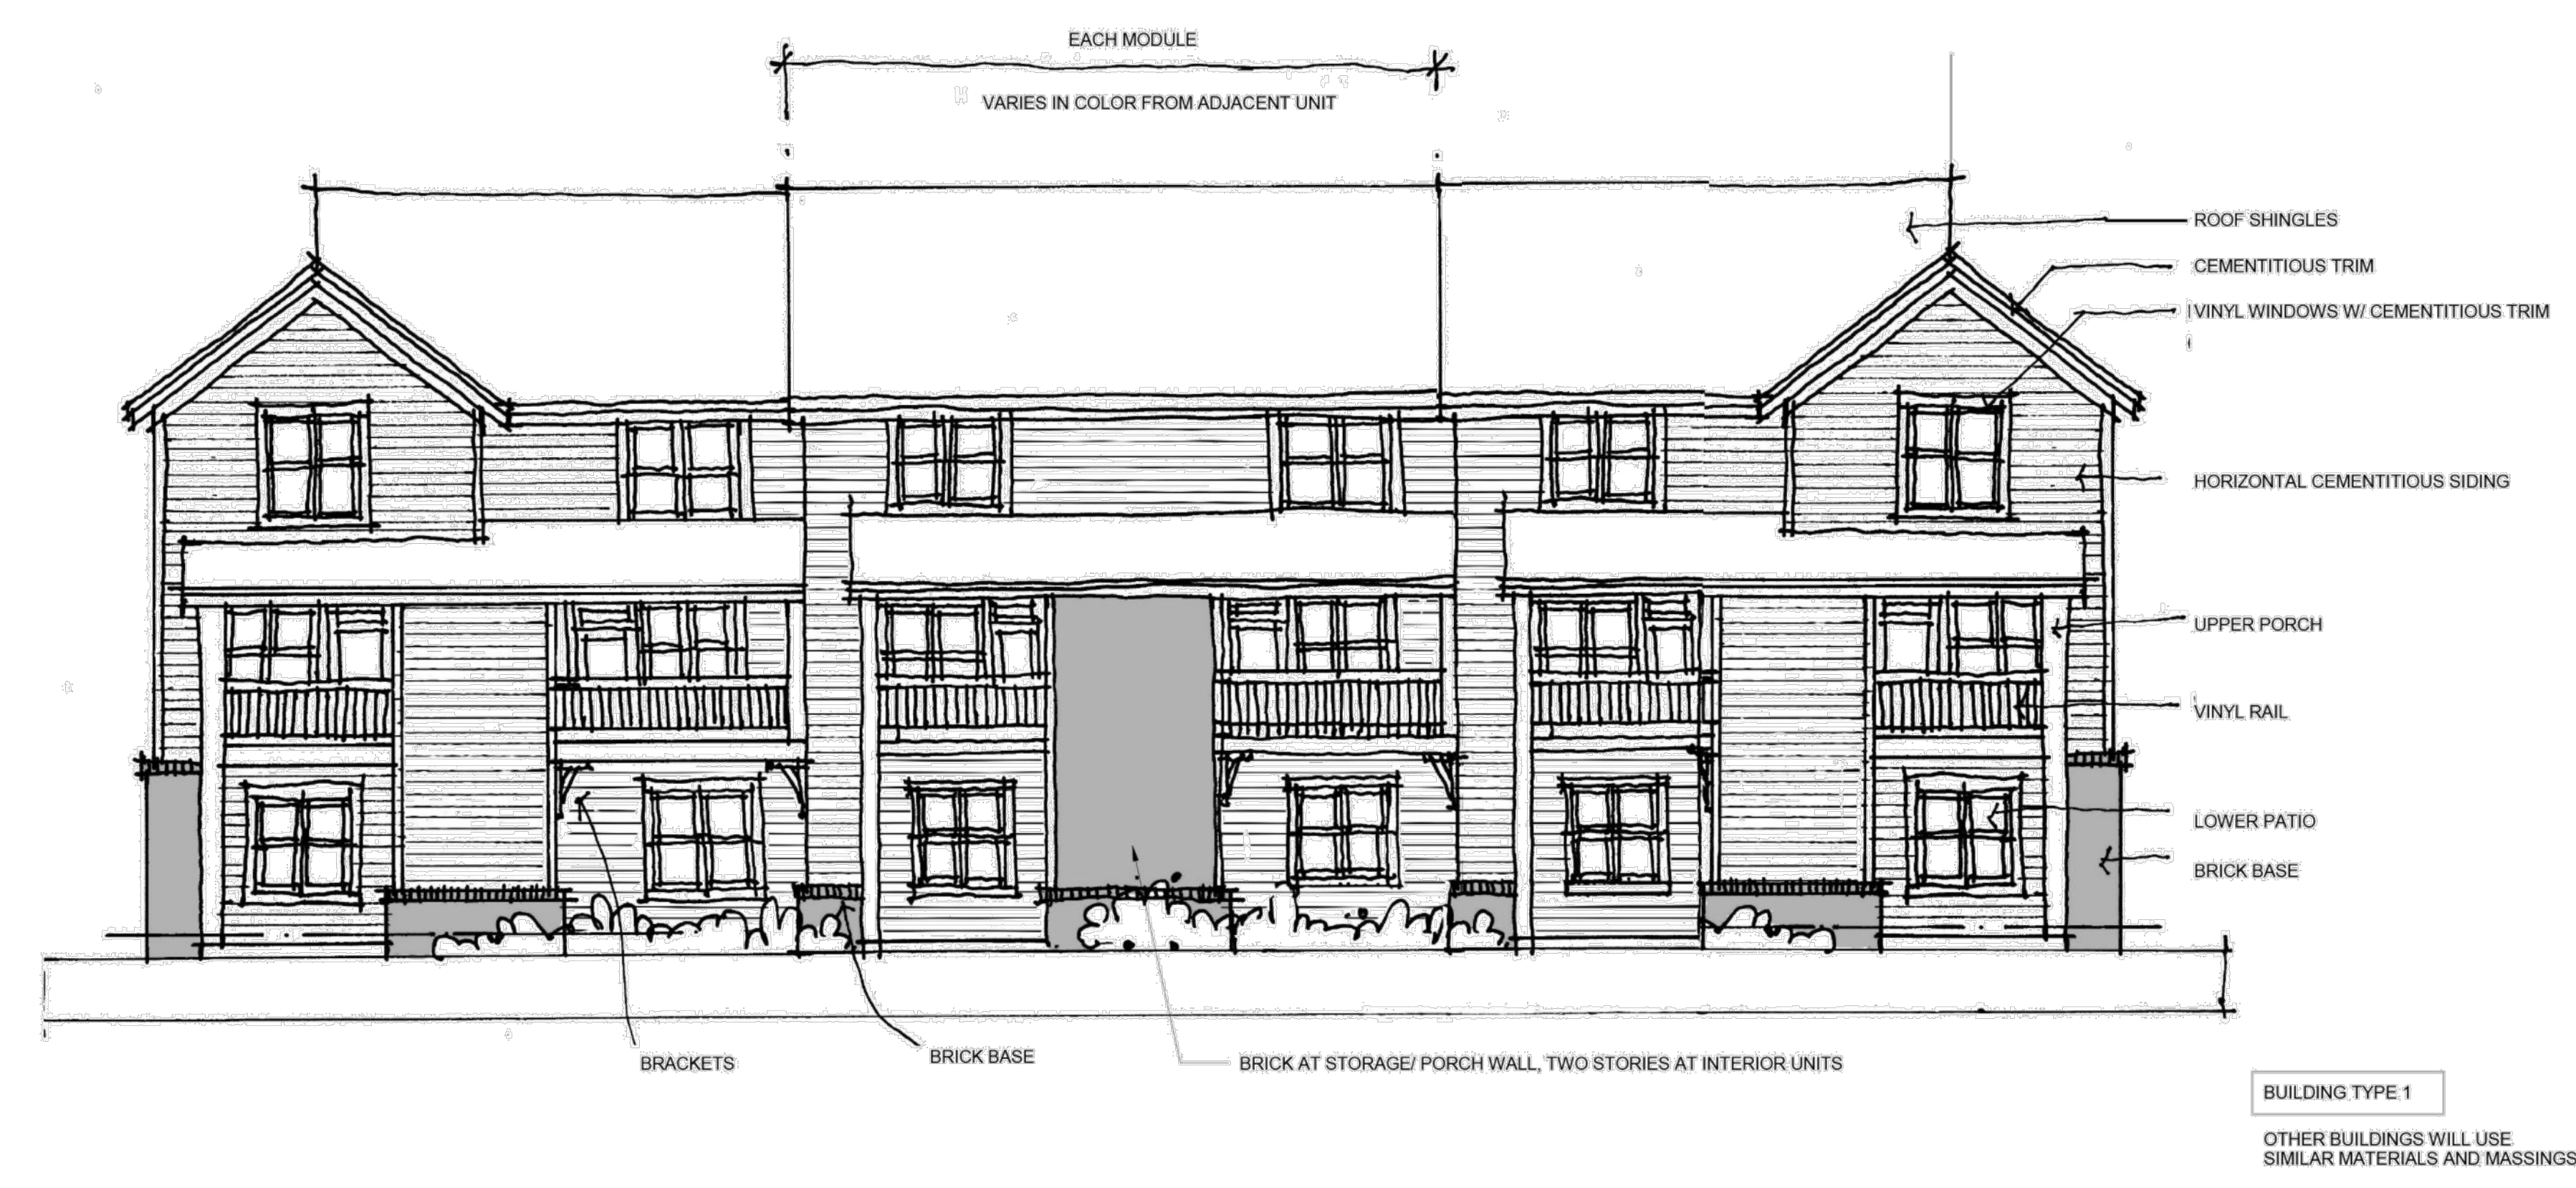 EACH MODULE
VARIES IN COLOR FROM ADJACENT UNIT
ROOF SHINGLES
CEMENTITIOUS TRIM
VINYL WINDOWS W/ CEMENTITIOUS TRIM
HORIZONTAL CEMENTITIOUS SIDING
UPPER PORCH
VINYL RAIL
LOWER PATIO
BRICK BASE
BRACKETS
BRICK BASE
BRICK AT STORAGE/ PORCH WALL, TWO STORIES AT INTERIOR UNITS
BUILDING TYPE 1
OTHER BUILDINGS WILL USE
SIMILAR MATERIALS AND MASSINGS